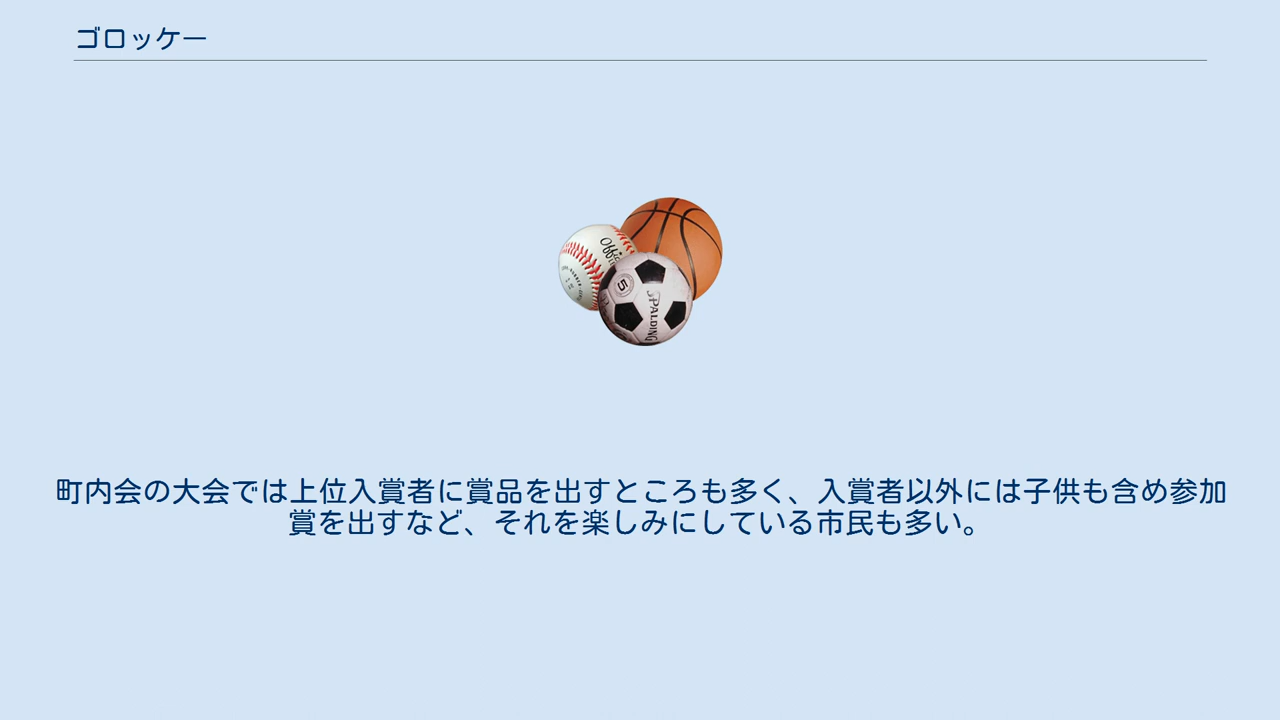 ゴロッケー
Offi
5
SPALDING
町内会の大会では上位入賞者に賞品を出すところも多く、入賞者以外には子供も含め参加
賞を出すなど、それを楽しみにしている市民も多い。